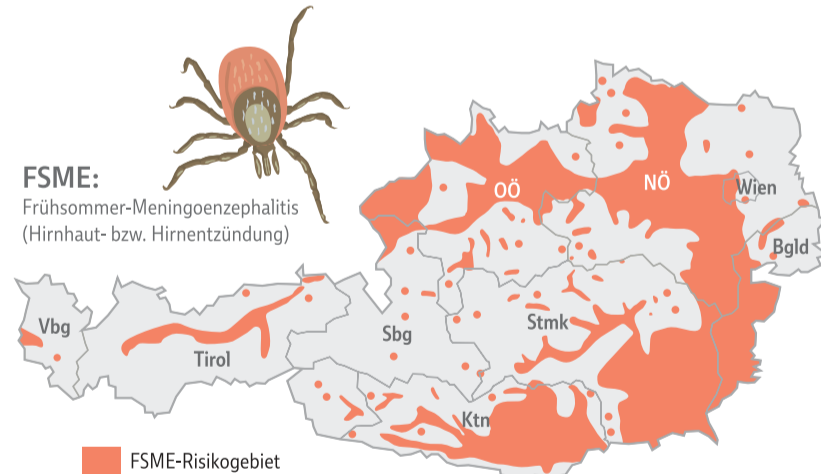 FSME:
Frühsommer-Meningoenzephalitis
(Hirnhaut- bzw. Hirnentzündung)
OÖ
NÖ
Wien
Bgld
Vbg
Tirol
Sbg
Stmk
Ktn
FSME-Risikogebiet